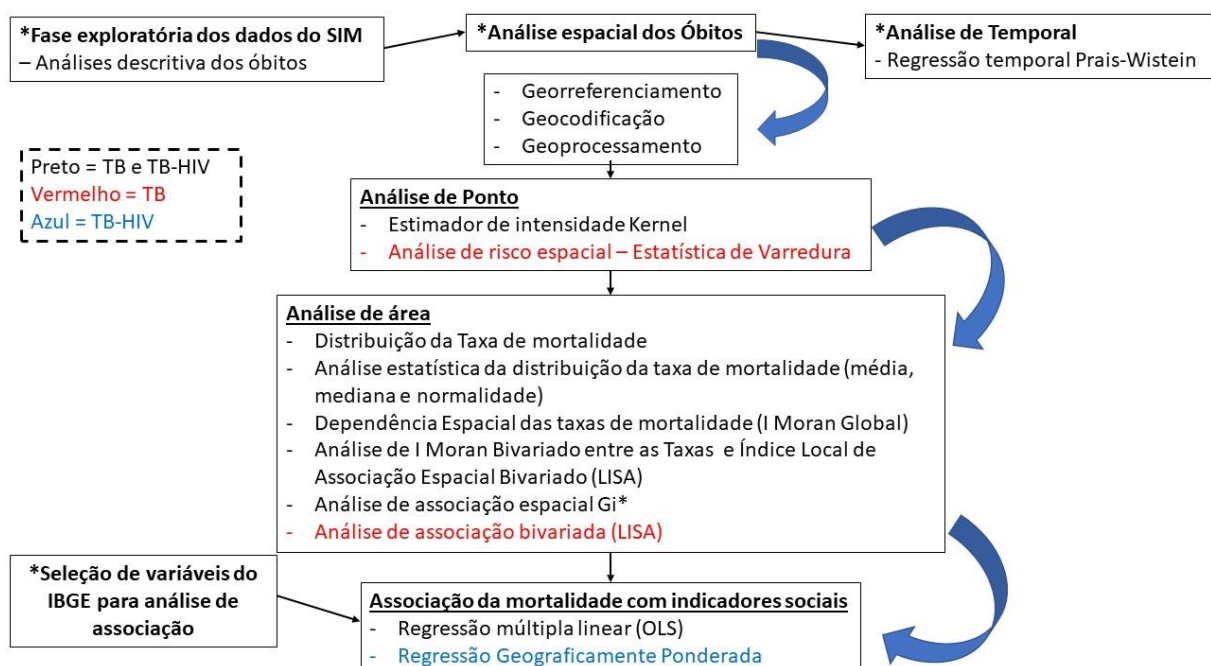 *Fase exploratória dos dados do SIM
– Análises descritiva dos óbitos
*Análise espacial dos Óbitos
*Análise de Temporal
- Regressão temporal Prais-Wistein
- Georreferenciamento
- Geocodificação
- Geoprocessamento
Preto = TB e TB-HIV
Vermelho = TB
Azul = TB-HIV
Análise de Ponto
- Estimador de intensidade Kernel
- Análise de risco espacial – Estatística de Varredura
Análise de área
- Distribuição da Taxa de mortalidade
- Análise estatística da distribuição da taxa de mortalidade (média,
mediana e normalidade)
- Dependência Espacial das taxas de mortalidade (I Moran Global)
- Análise de I Moran Bivariado entre as Taxas e Índice Local de
Associação Espacial Bivariado (LISA)
- Análise de associação espacial Gi*
- Análise de associação bivariada (LISA)
*Seleção de variáveis do
IBGE para análise de
associação
Associação da mortalidade com indicadores sociais
- Regressão múltipla linear (OLS)
- Regressão Geograficamente Ponderada